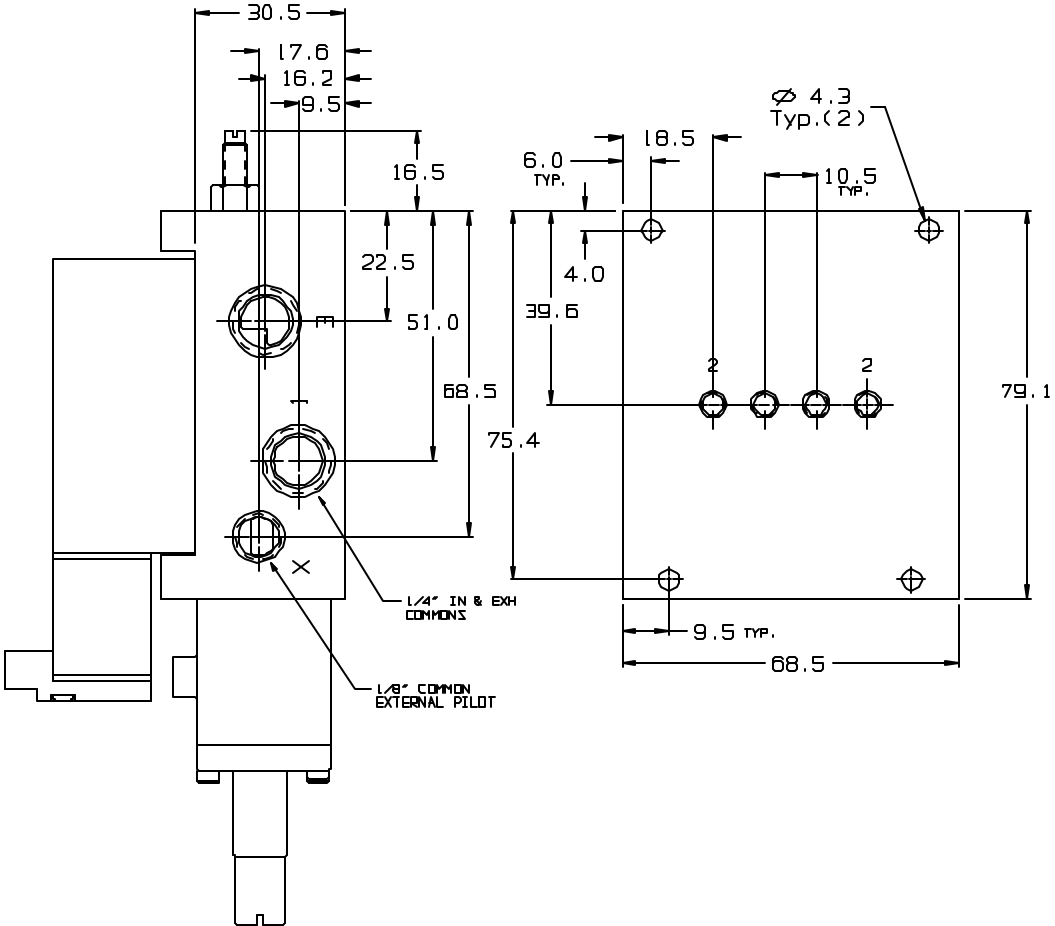 30.5
17.6
16.2
9.5
16.5
22.5
51.0
68.5
E
1
X
1/4" IN & EXH
COMMONS
1/8" COMMON
EXTERNAL PILOT
Ø 4.3
Typ.(2)
18.5
6.0
TYP.
10.5
TYP.
4.0
39.6
2
2
75.4
79.1
9.5 TYP.
68.5